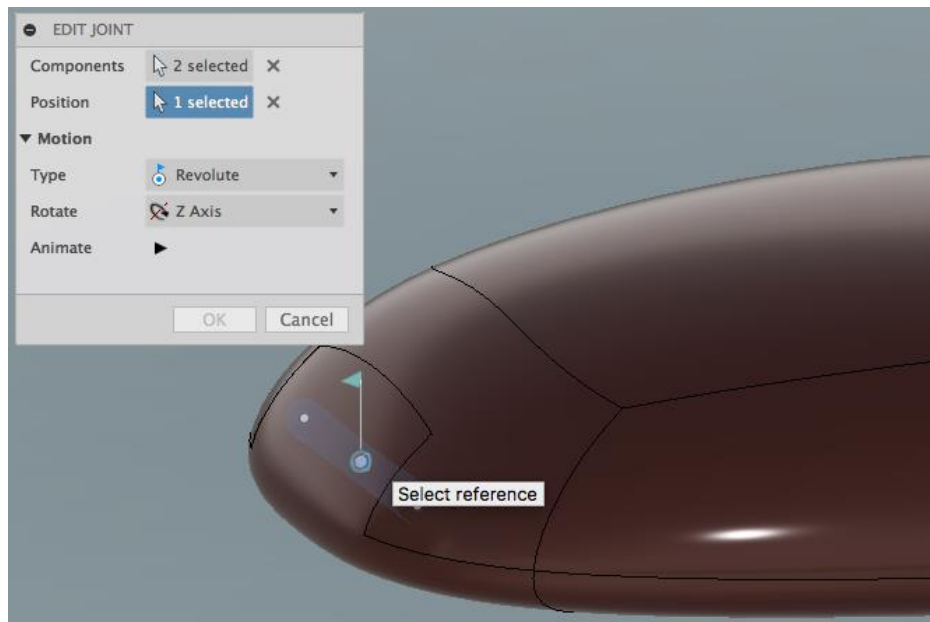 EDIT JOINT
Components 2 selected
Position 1 selected
Motion
Type Revolute
Rotate Z Axis
Animate
OK Cancel
Select reference